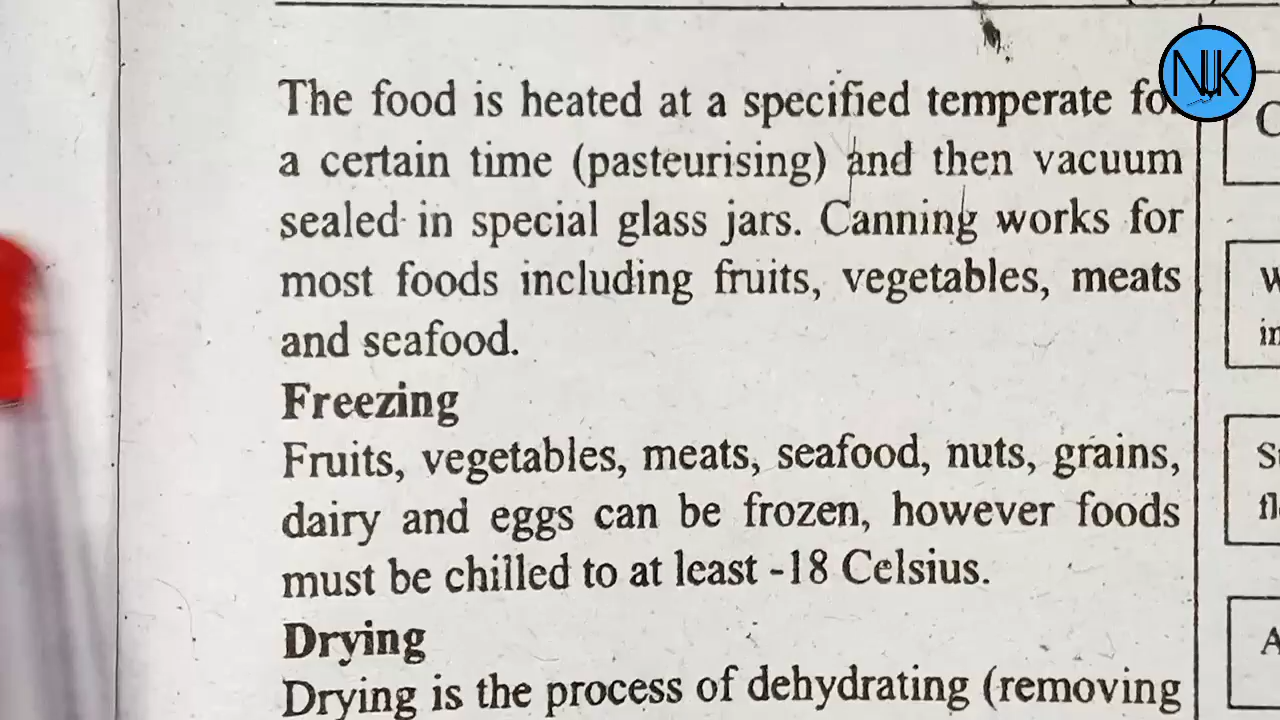 The food is heated at a specified temperate for
a certain time (pasteurising) and then vacuum
sealed in special glass jars. Canning works for
most foods including fruits, vegetables, meats
and seafood.
Freezing
Fruits, vegetables, meats, seafood, nuts, grains,
dairy and eggs can be frozen, however foods
must be chilled to at least -18 Celsius.
Drying
Drying is the process of dehydrating (removing
NJK